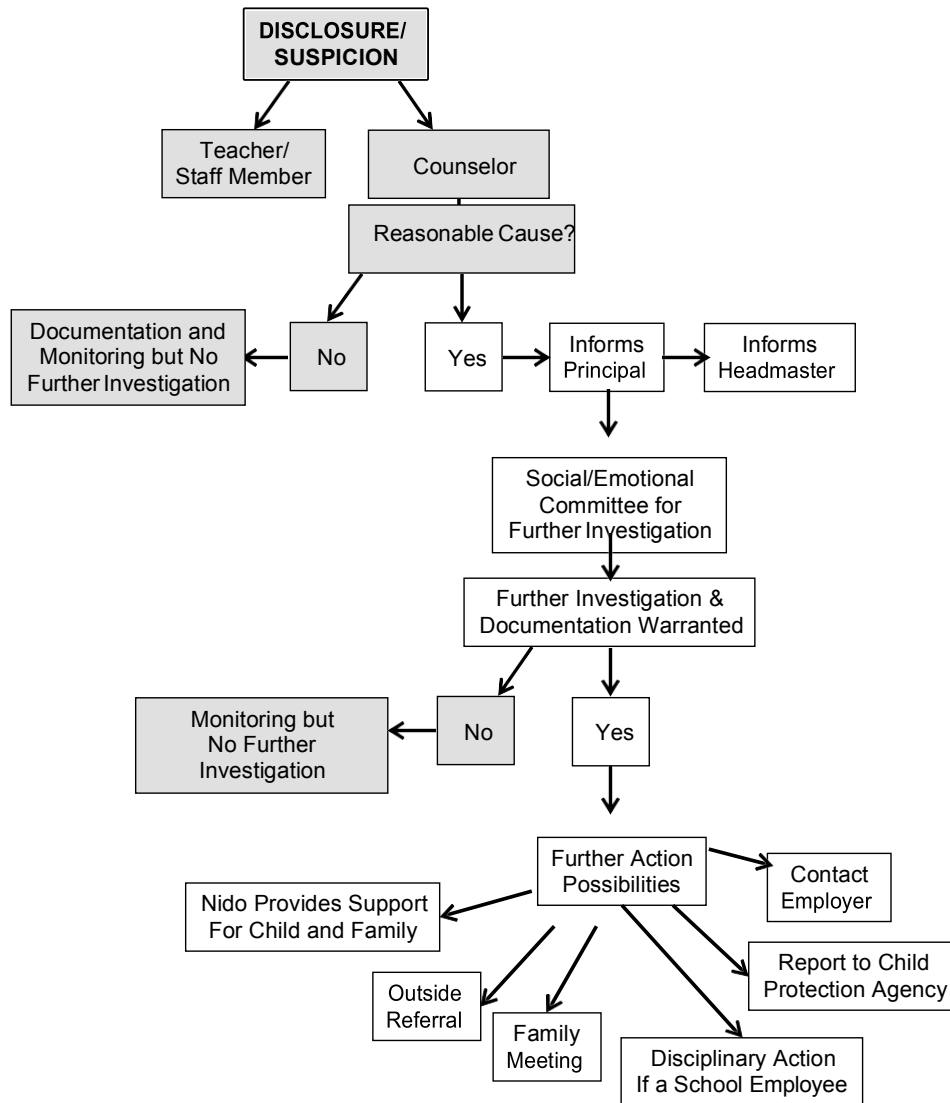 DISCLOSURE/
SUSPICION
Teacher/
Staff Member
Counselor
Reasonable Cause?
Documentation and
Monitoring but No
Further Investigation
No
Yes
Informs
Principal
Informs
Headmaster
Social/Emotional
Committee for
Further Investigation
Further Investigation &
Documentation Warranted
Monitoring but
No Further
Investigation
No
Yes
Further Action
Possibilities
Contact
Employer
Nido Provides Support
For Child and Family
Report to Child
Protection Agency
Outside
Referral
Family
Meeting
Disciplinary Action
If a School Employee